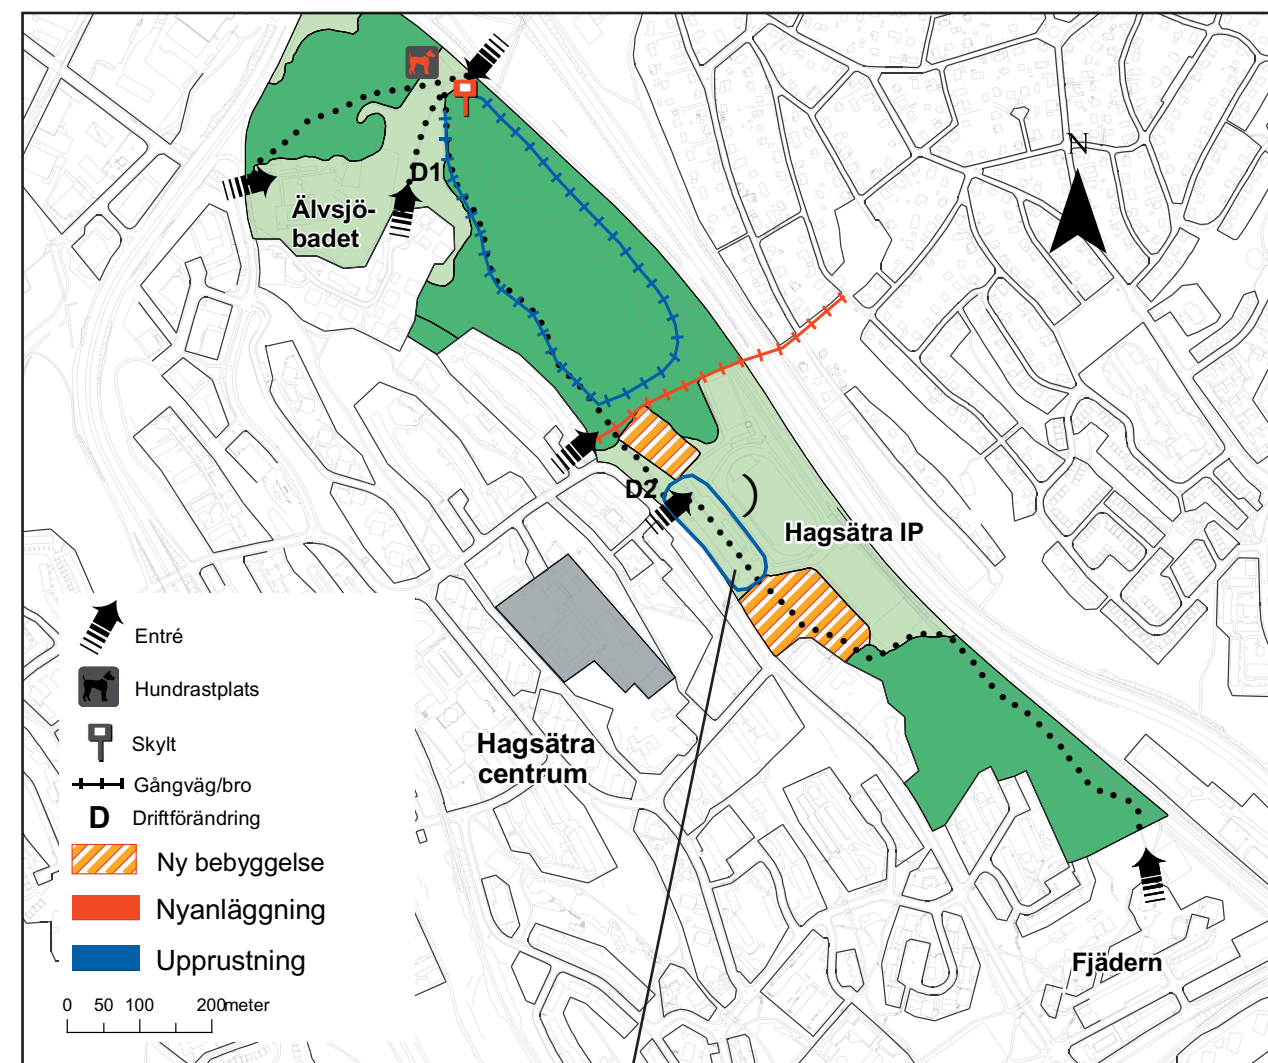 N
D1
Älvsjö-
badet
D2
Hagsätra IP
Hagsätra
centrum
Fjädern
Entré
Hundrastplats
Skylt
Gångväg/bro
D Driftförändring
Ny bebyggelse
Nyanläggning
Upprustning
0 50 100 200meter